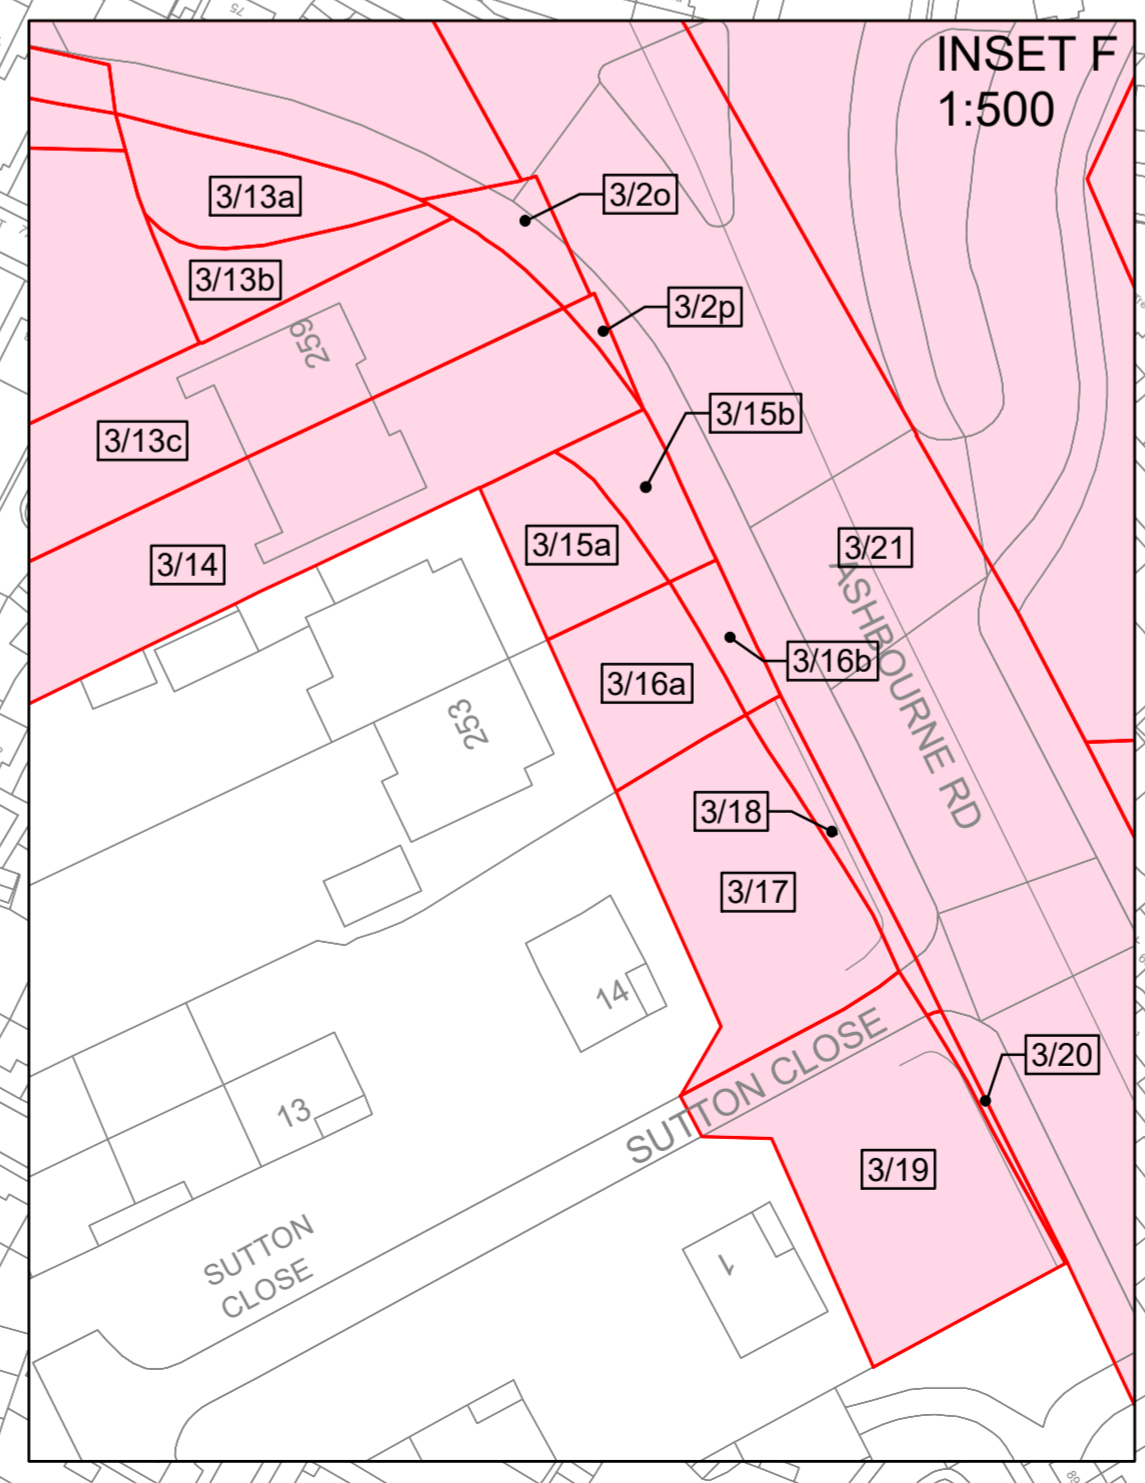 75
INSET F
1:500
3/13a
3/2o
3/13b
3/2p
259
3/15b
3/13c
3/15a
3/21
3/14
ASHBOURNE RD
3/16b
3/16a
253
3/18
3/17
14
SUTTON CLOSE
3/20
13
3/19
SUTTON
CLOSE
1